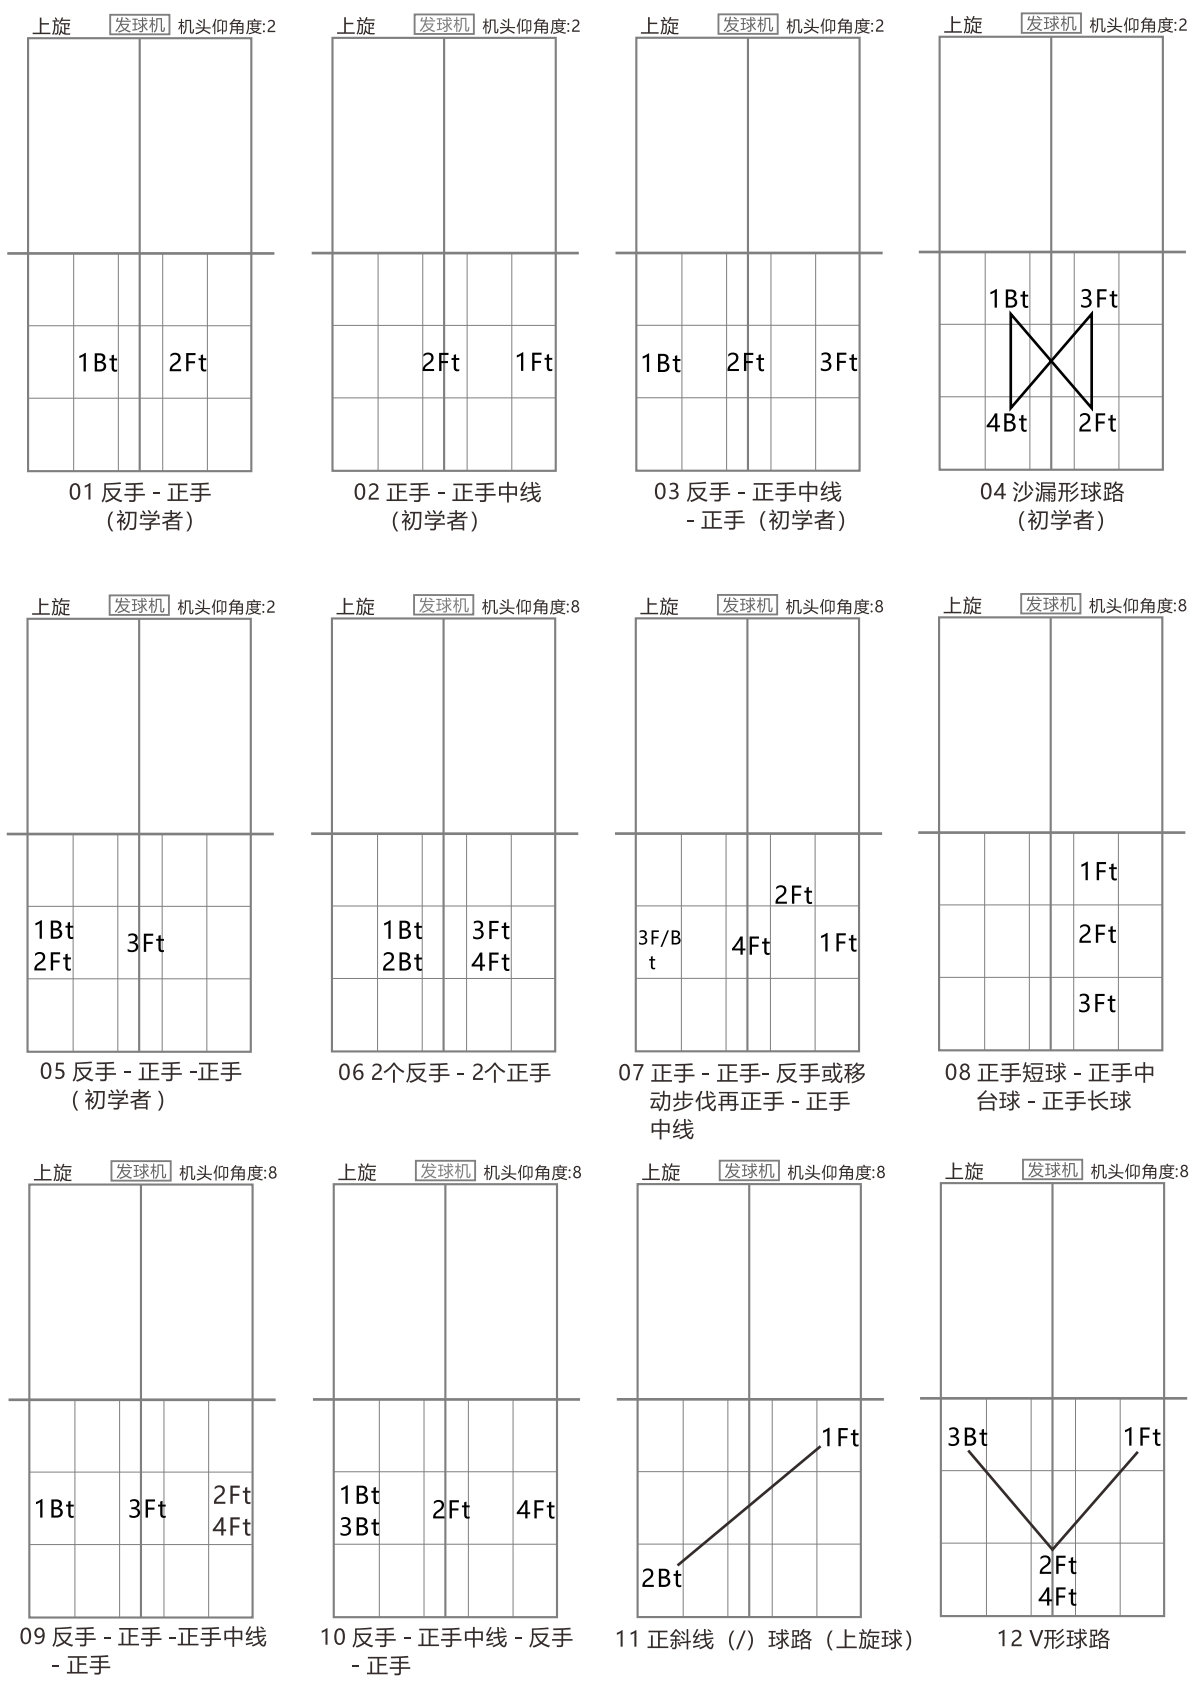 上旋 发球机 机头仰角度:2
1Bt 2Ft
01 反手 - 正手
(初学者)
上旋 发球机 机头仰角度:2
2Ft 1Ft
02 正手 - 正手中线
(初学者)
上旋 发球机 机头仰角度:2
1Bt 2Ft 3Ft
03 反手 - 正手中线
- 正手（初学者）
上旋 发球机 机头仰角度:2
1Bt 3Ft
4Bt 2Ft
04 沙漏形球路
(初学者)
上旋 发球机 机头仰角度:2
1Bt
2Ft
3Ft
05 反手 - 正手 -正手
( 初学者 )
上旋 发球机 机头仰角度:8
1Bt 3Ft
2Bt 4Ft
06 2个反手 - 2个正手
上旋 发球机 机头仰角度:8
2Ft
3F/B
t
4Ft 1Ft
07 正手 - 正手- 反手或移
动步伐再正手 - 正手
中线
上旋 发球机 机头仰角度:8
1Ft
2Ft
3Ft
08 正手短球 - 正手中
台球 - 正手长球
上旋 发球机 机头仰角度:8
1Bt 3Ft
2Ft
4Ft
09 反手 - 正手 -正手中线
- 正手
上旋 发球机 机头仰角度:8
1Bt
3Bt
2Ft 4Ft
10 反手 - 正手中线 - 反手
- 正手
上旋 发球机 机头仰角度:8
1Ft
2Bt
11 正斜线（/）球路（上旋球）
上旋 发球机 机头仰角度:8
3Bt 1Ft
2Ft
4Ft
12 V形球路